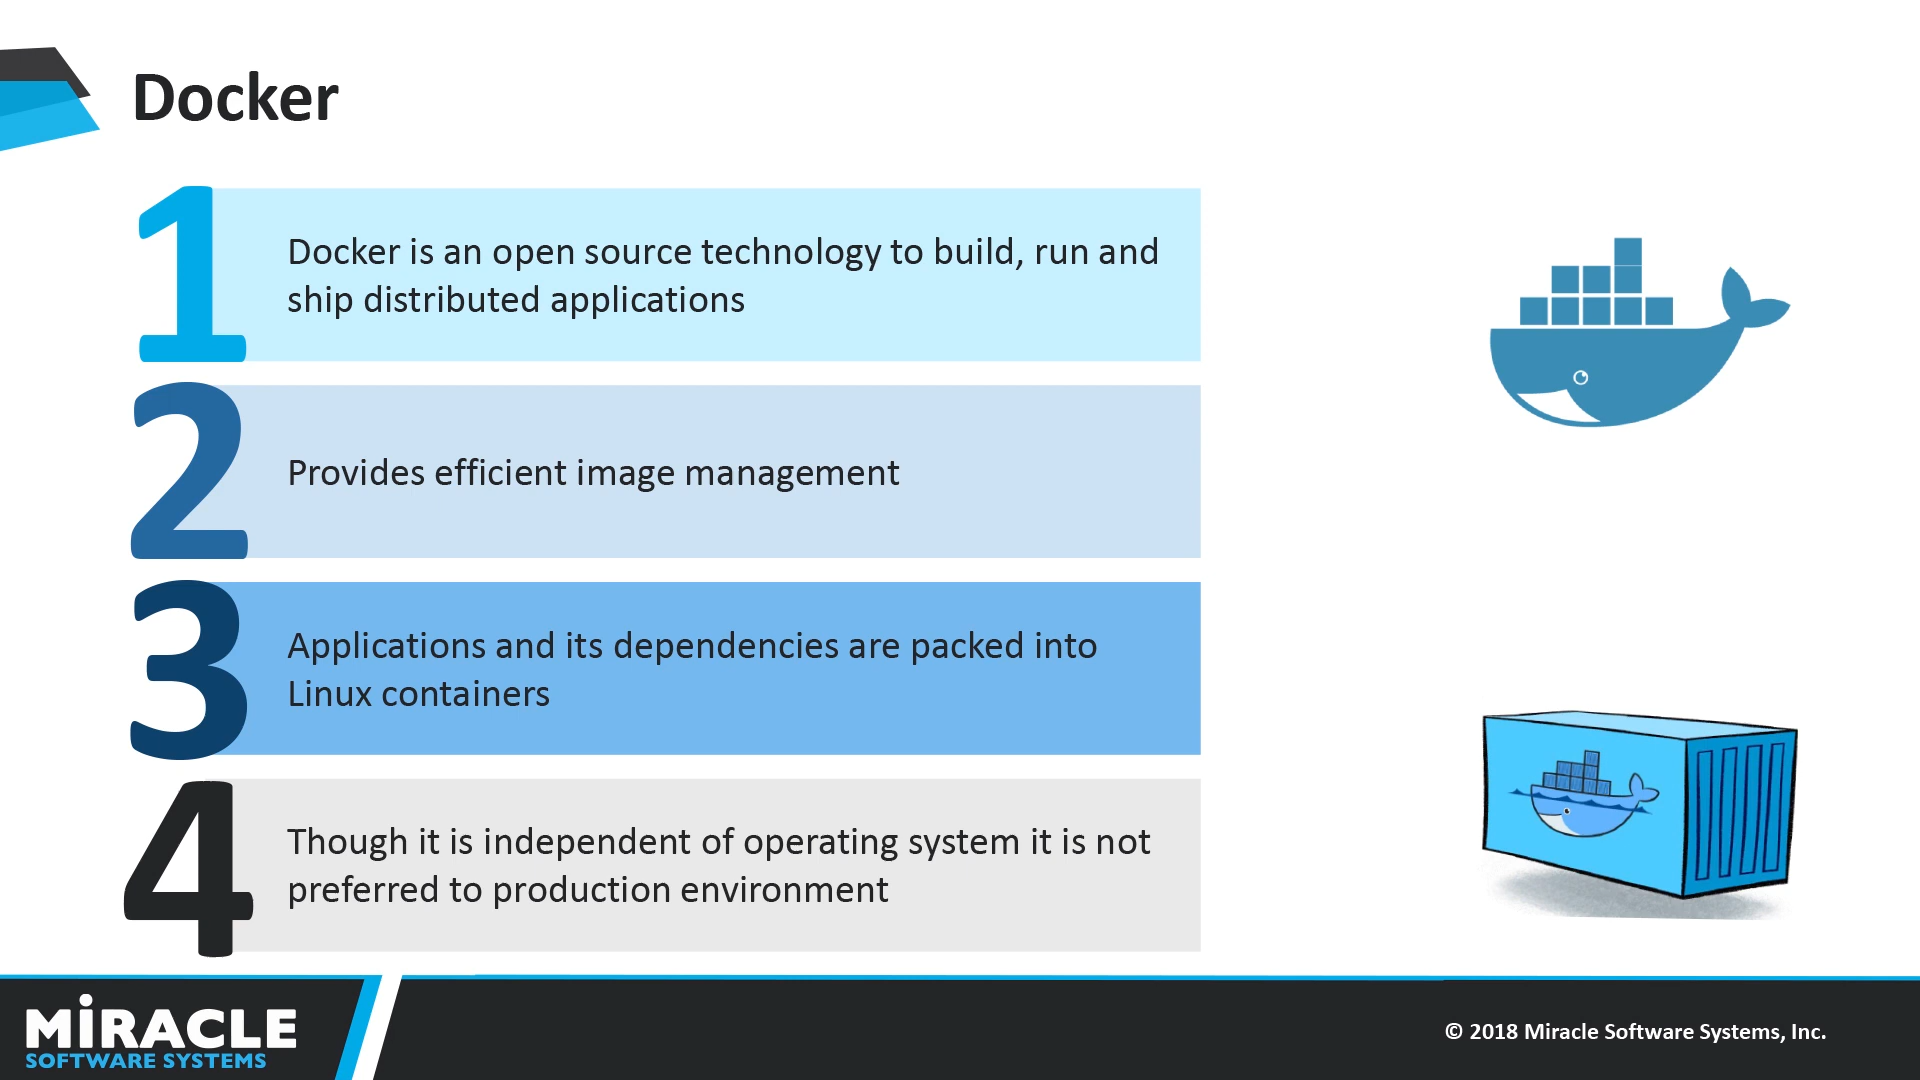 Docker
1
Docker is an open source technology to build, run and
ship distributed applications
2
Provides efficient image management
3
Applications and its dependencies are packed into
Linux containers
4
Though it is independent of operating system it is not
preferred to production environment
MiRACLE
SOFTWARE SYSTEMS
© 2018 Miracle Software Systems, Inc.